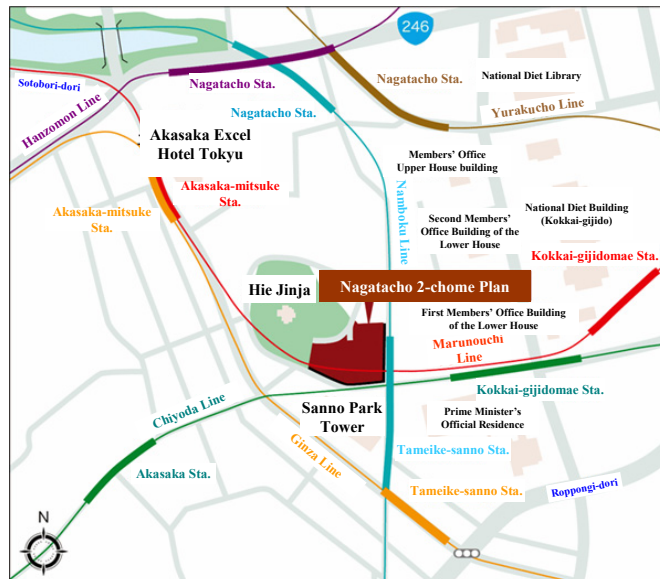 246
Sotobori-dori
Nagatacho Sta.
Nagatacho Sta.
National Diet Library
Hanzomon Line
Nagatacho Sta.
Yurakucho Line
Akasaka Excel
Hotel Tokyu
Members' Office
Upper House building
Akasaka-mitsuke
Sta.
Akasaka-mitsuke
Sta.
Namboku Line
National Diet Building
(Kokkai-gijido)
Second Members'
Office Building of the
Lower House
Kokkai-gijidomae Sta.
Hie Jinja
Nagatacho 2-chome Plan
First Members' Office Building
of the Lower House
Marunouchi
Line
Kokkai-gijidomae Sta.
Chiyoda Line
Sanno Park
Tower
Prime Minister's
Official Residence
Ginza Line
Tameike-sanno Sta.
Akasaka Sta.
Tameike-sanno Sta.
Roppongi-dori
N